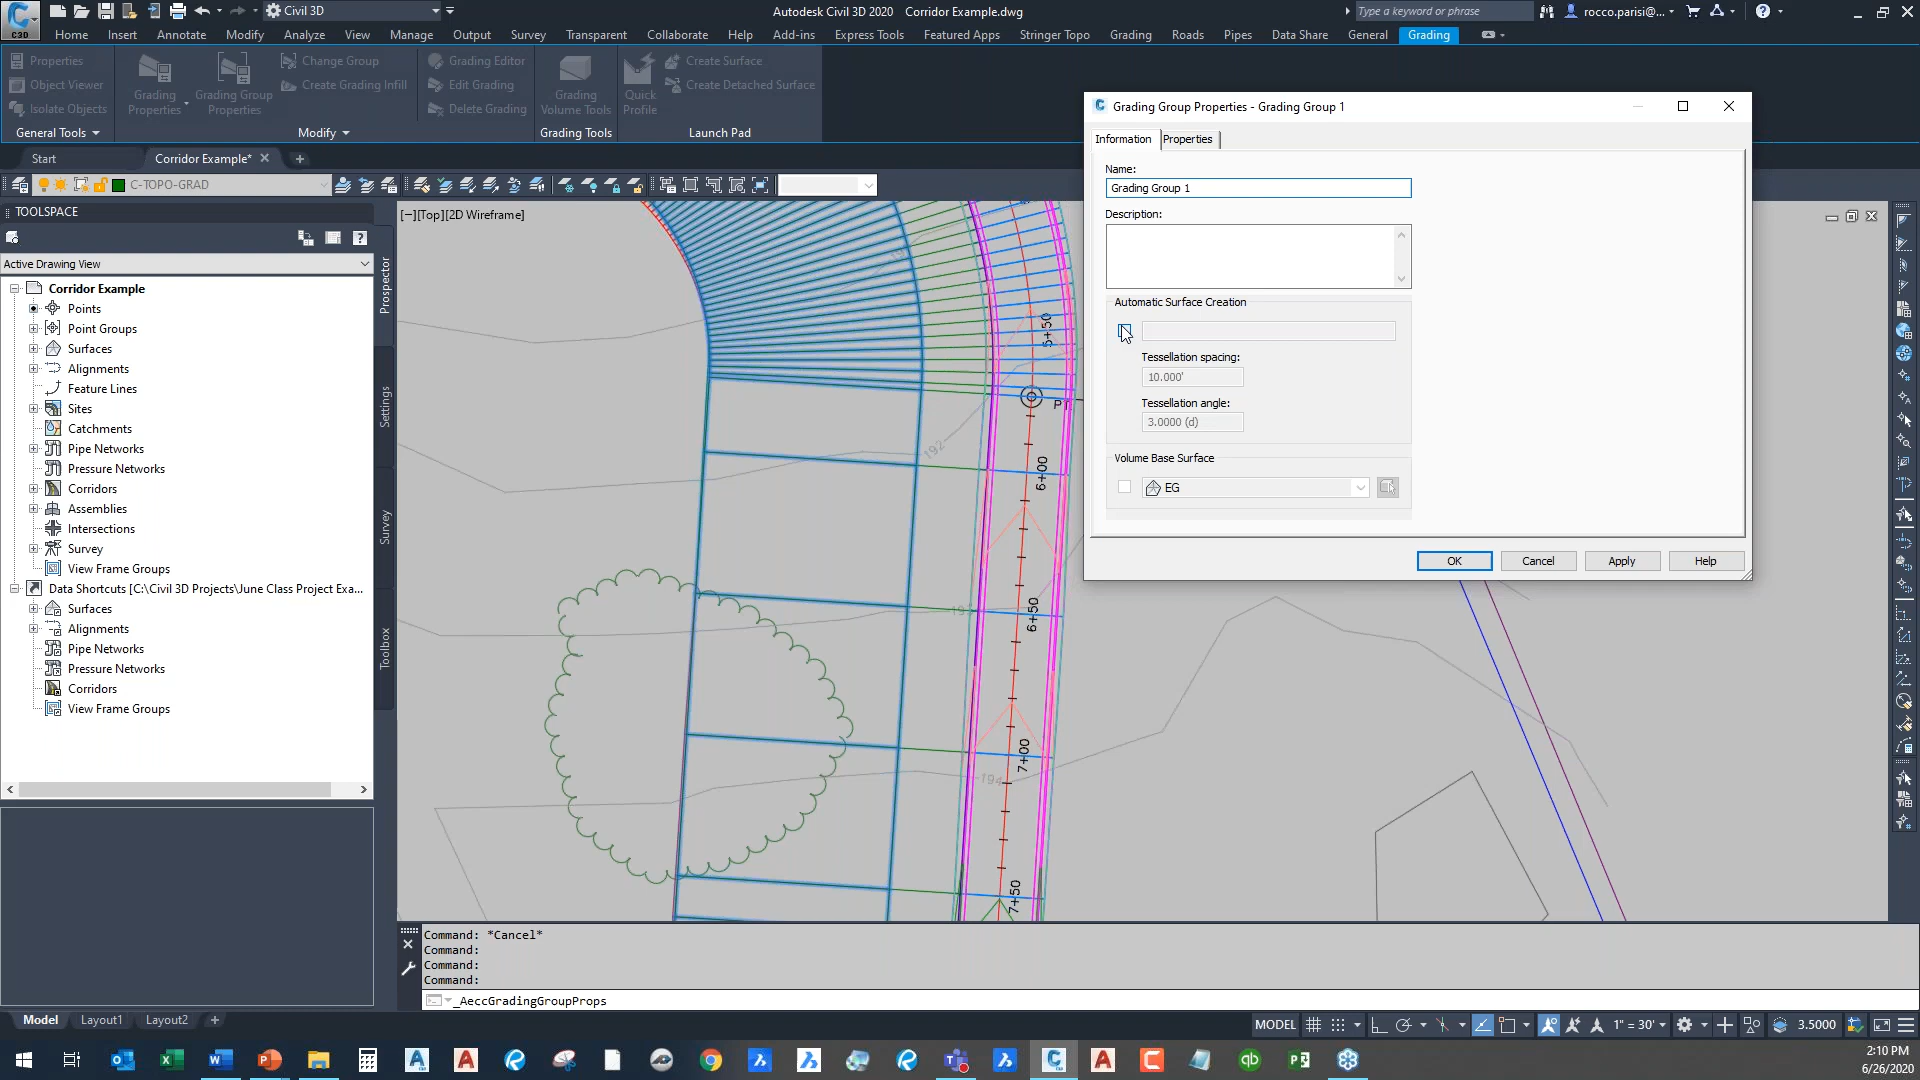 Civil 3D
Autodesk Civil 3D 2020 Corridor Example.dwg
Type a keyword or phrase
rocco.parisi@...
C3D
Home Insert Annotate Modify Analyze View Manage Output Survey Transparent Collaborate Help Add-ins Express Tools Featured Apps Stringer Topo Grading Roads Pipes Data Share General Grading
Properties
Object Viewer
Isolate Objects
General Tools
Grading Properties
Grading Group Properties
Change Group
Create Grading Infill
Modify
Grading Editor
Edit Grading
Delete Grading
Grading Volume Tools
Grading Tools
Quick Profile
Create Surface
Create Detached Surface
Launch Pad
Start Corridor Example*
C-TOPO-GRAD
TOOLSPACE
Active Drawing View
Corridor Example
Points
Point Groups
Surfaces
Alignments
Feature Lines
Sites
Catchments
Pipe Networks
Pressure Networks
Corridors
Assemblies
Intersections
Survey
View Frame Groups
Data Shortcuts [C:\Civil 3D Projects\June Class Project Exa...
Surfaces
Alignments
Pipe Networks
Pressure Networks
Corridors
View Frame Groups
Prospector
Settings
Survey
Toolbox
[−][Top][2D Wireframe]
5+50
192
6+00
6+50
194
7+00
7+50
Grading Group Properties - Grading Group 1
Information Properties
Name:
Grading Group 1
Description:
Automatic Surface Creation
Tessellation spacing:
10.000'
Tessellation angle:
3.0000 (d)
Volume Base Surface
EG
OK Cancel Apply Help
Command: *Cancel*
Command:
Command:
Command:
_AeccGradingGroupProps
Model Layout1 Layout2
MODEL 1" = 30' 3.5000
2:10 PM
6/26/2020